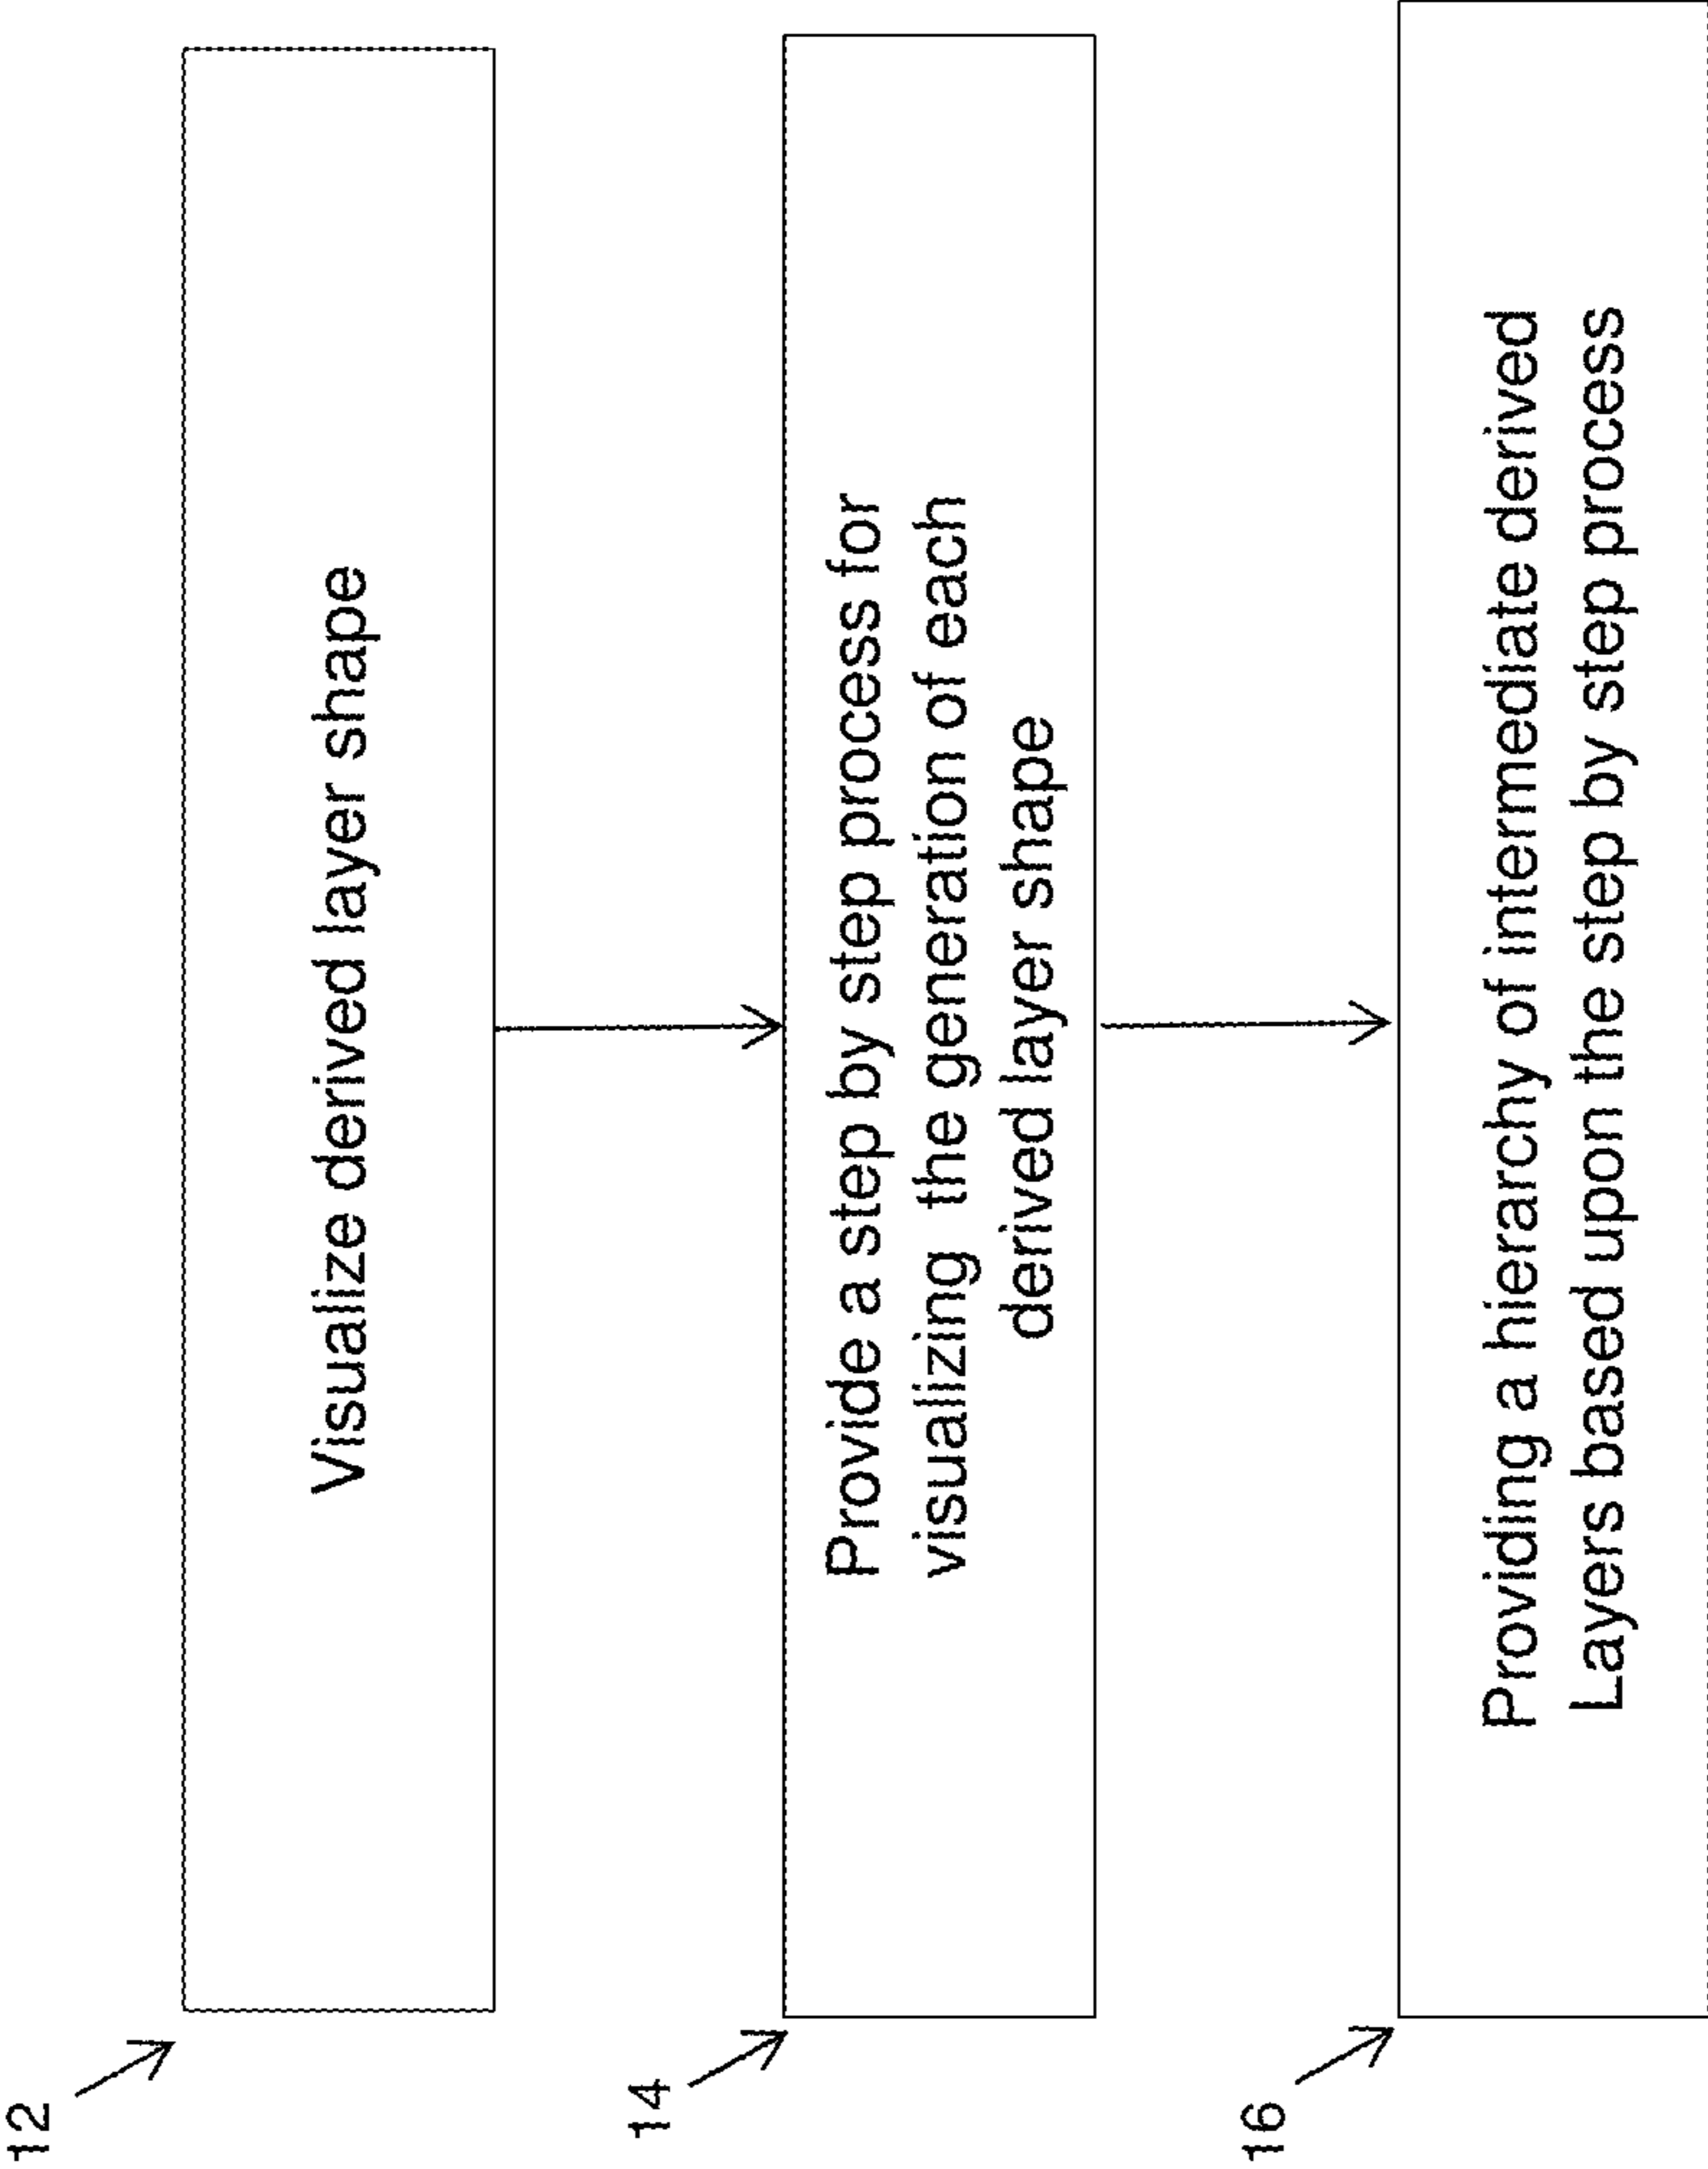 12
Visualize derived layer shape
14
Provide a step by step process for
visualizing the generation of each
derived layer shape
16
Providing a hierarchy of intermediate derived
Layers based upon the step by step process